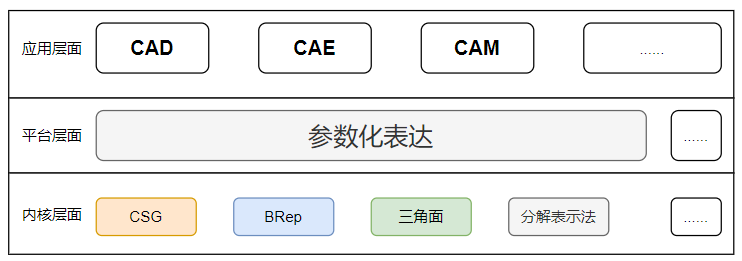 应用层面 CAD CAE CAM ......
平台层面 参数化表达 ......
内核层面 CSG BRep 三角面 分解表示法 ......